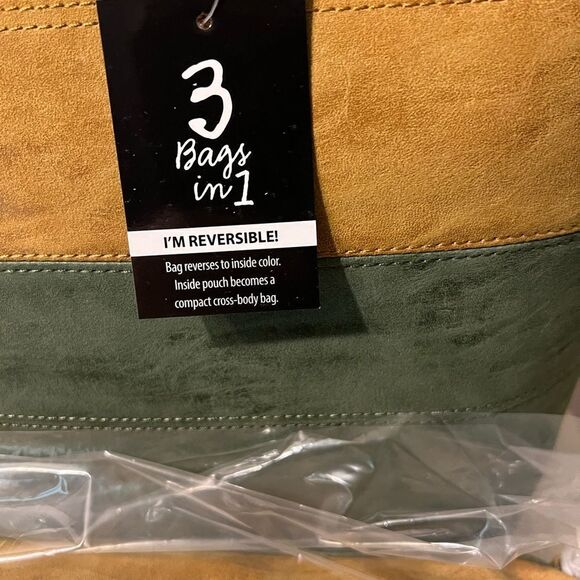 3
Bags
in 1
I'M REVERSIBLE!
Bag reverses to inside color.
Inside pouch becomes a
compact cross-body bag.